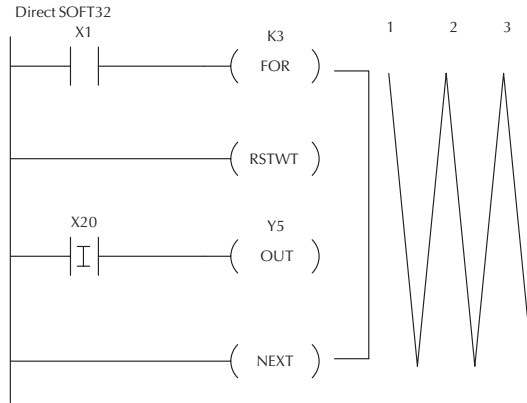 Direct SOFT32
X1
K3
FOR
1 2 3
RSTWT
X20
Y5
OUT
NEXT